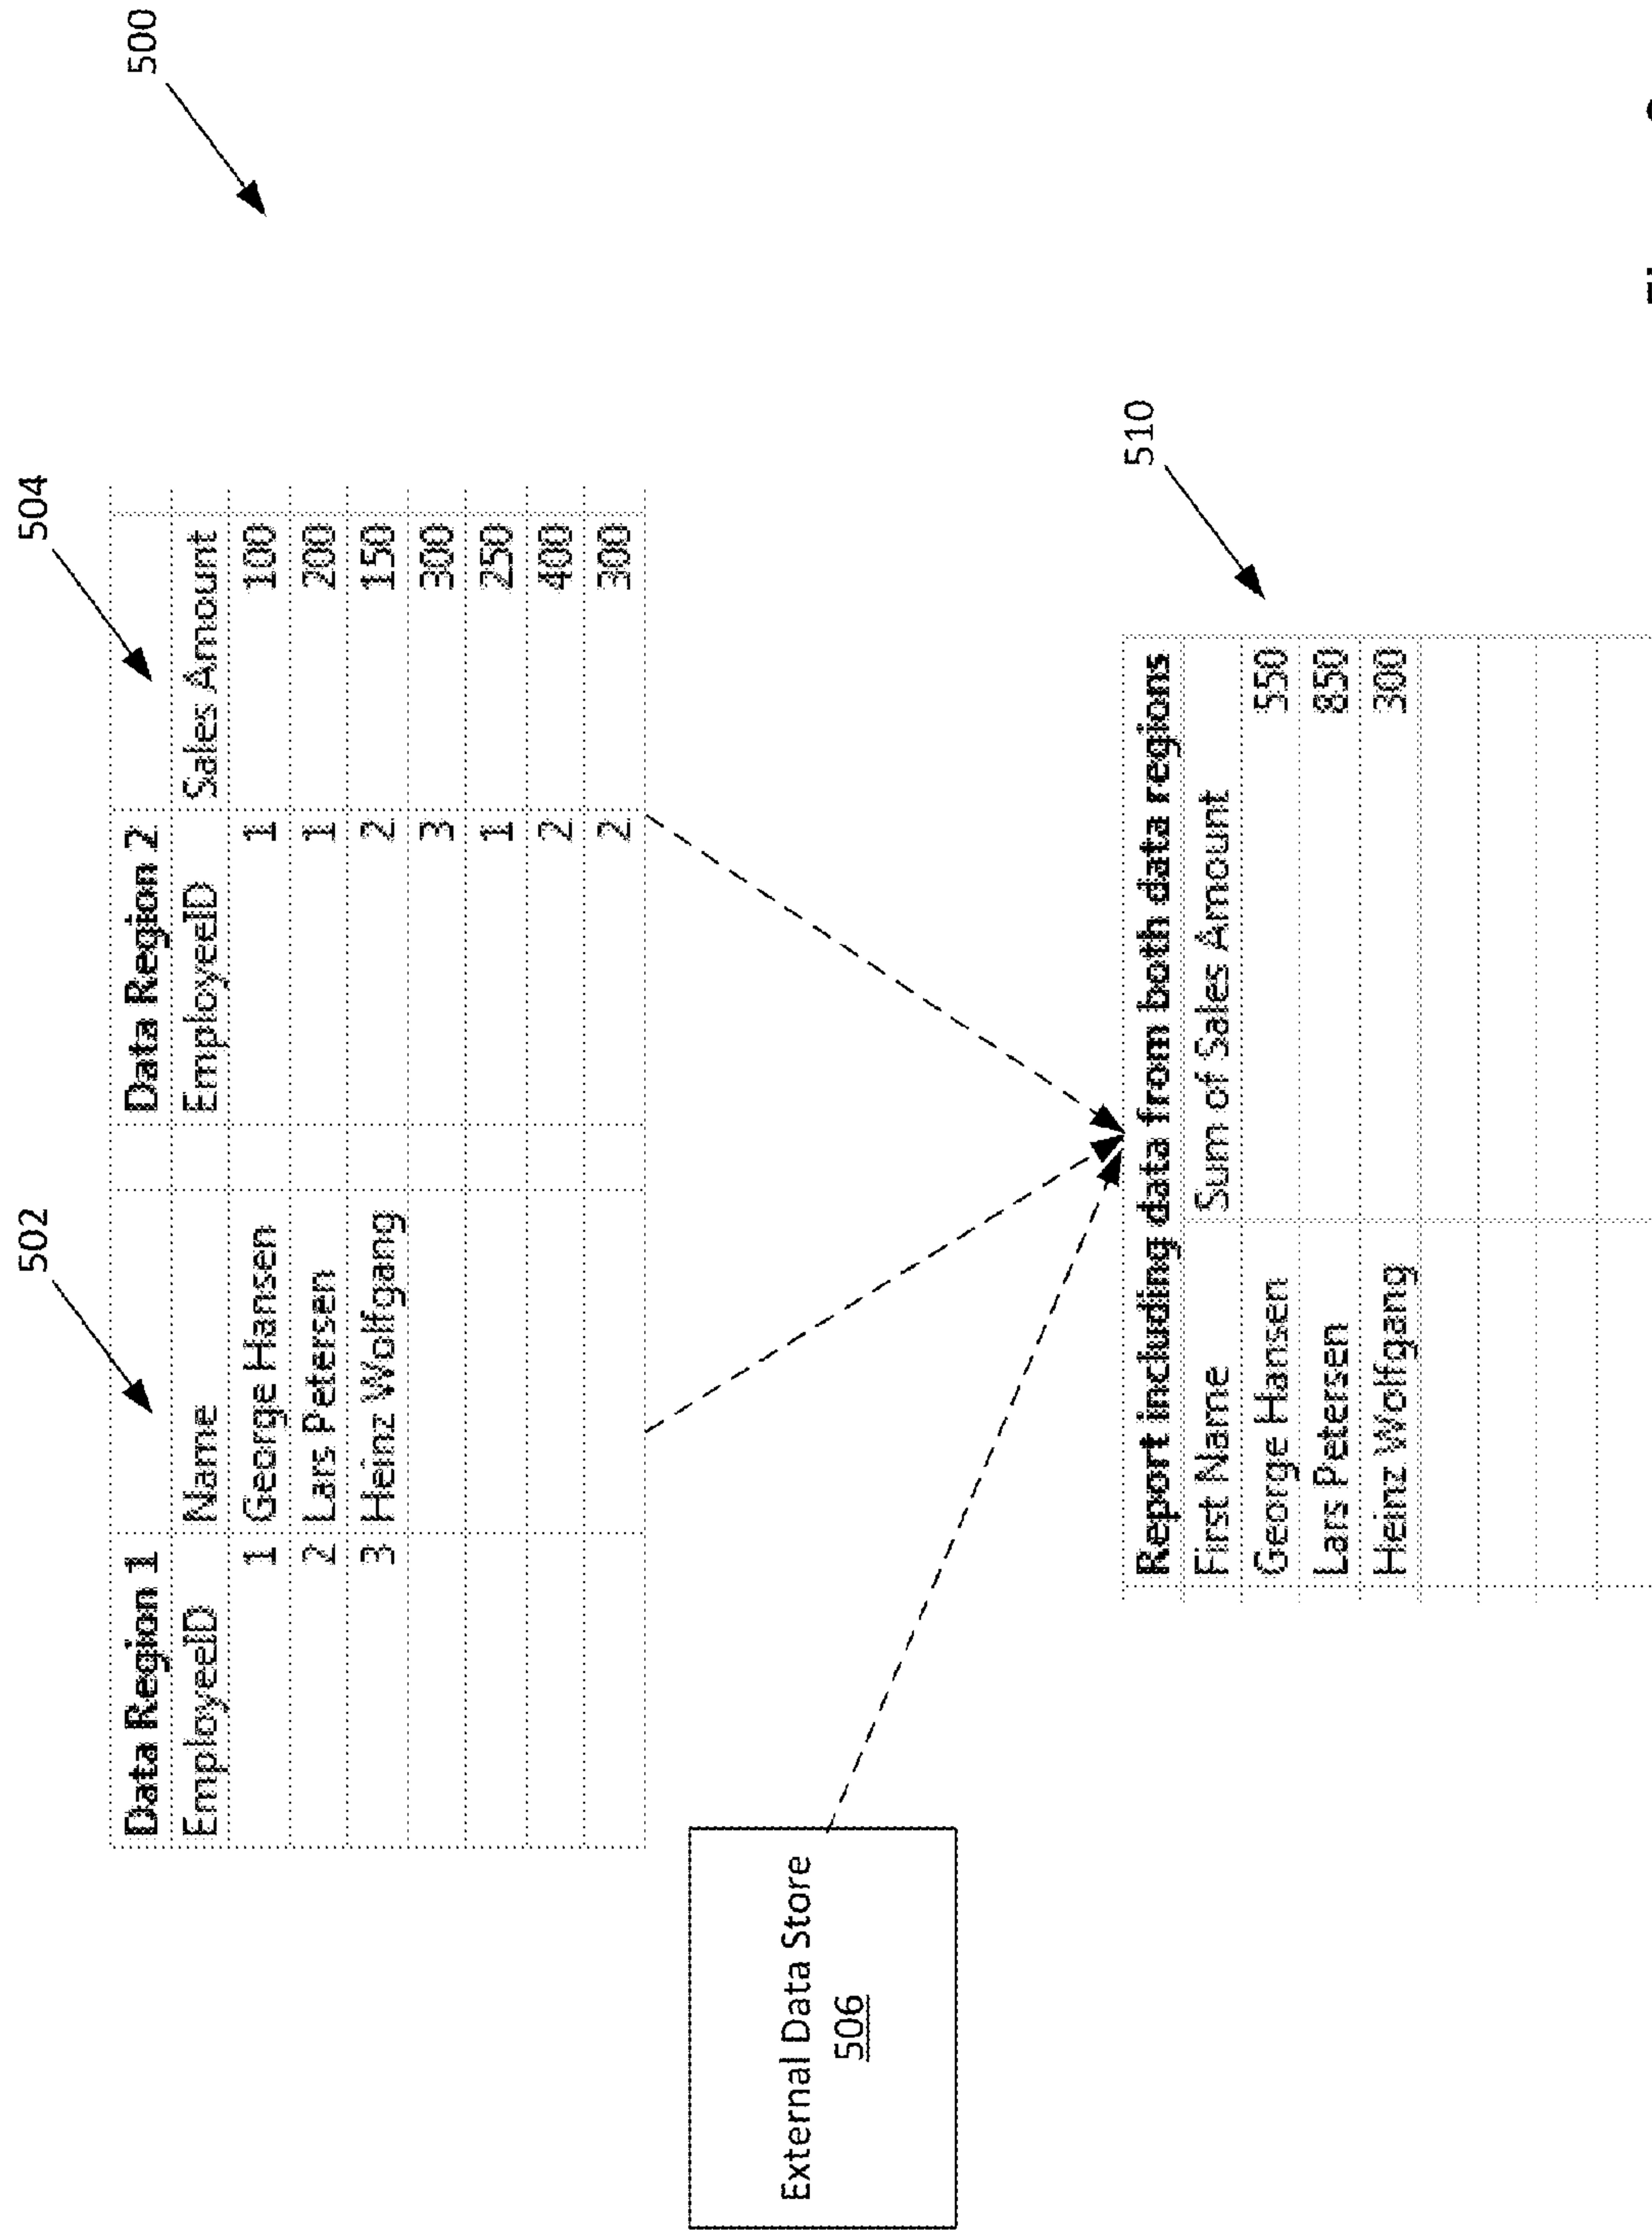 500
502
504
Data Region 1 Data Region 2
EmployeeID Name EmployeeID Sales Amount
1 George Hansen 1 100
2 Lars Petersen 1 200
3 Heinz Wolfgang 2 150
3 300
1 250
2 400
2 300
External Data Store
506
510
Report including data from both data regions
First Name Sum of Sales Amount
George Hansen 550
Lars Petersen 850
Heinz Wolfgang 300